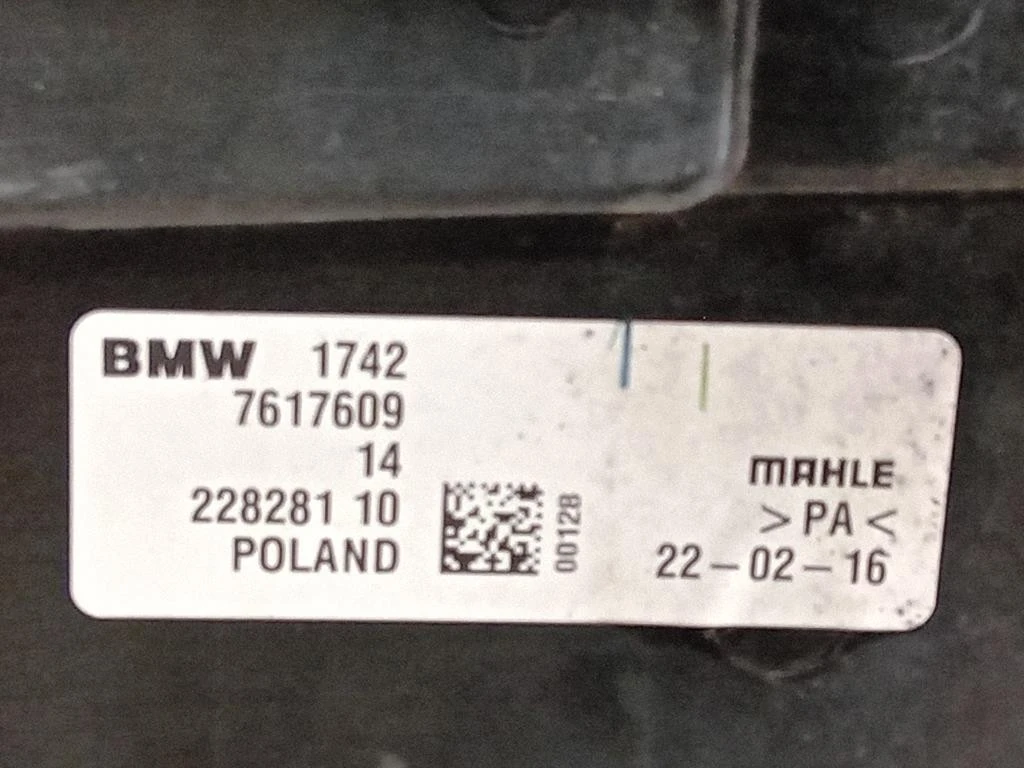 BMW 1742
7617609
14
228281 10
POLAND
00128
MAHLE
>PA<
22-02-16